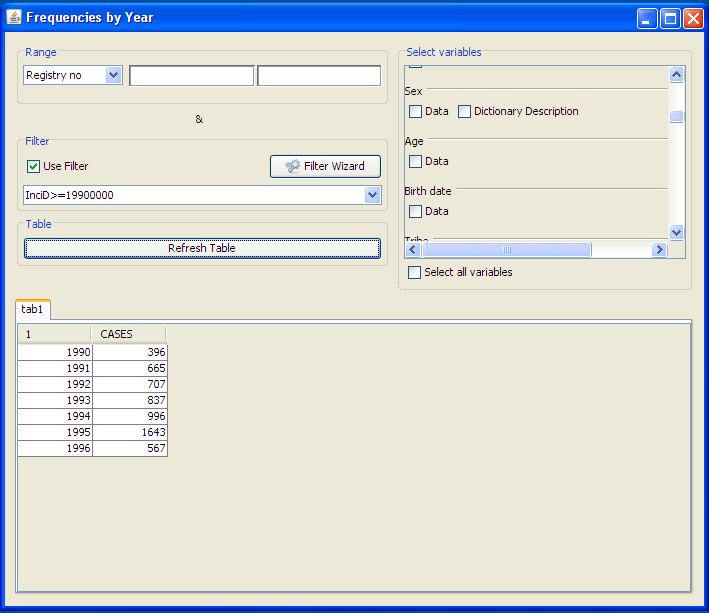 Frequencies by Year
Range
Registry no
&
Filter
Use Filter
Filter Wizard
InciD>=19900000
Table
Refresh Table
Select variables
Sex
Data Dictionary Description
Age
Data
Birth date
Data
Tribe
Select all variables
tab1
1 CASES
1990 396
1991 665
1992 707
1993 837
1994 996
1995 1643
1996 567